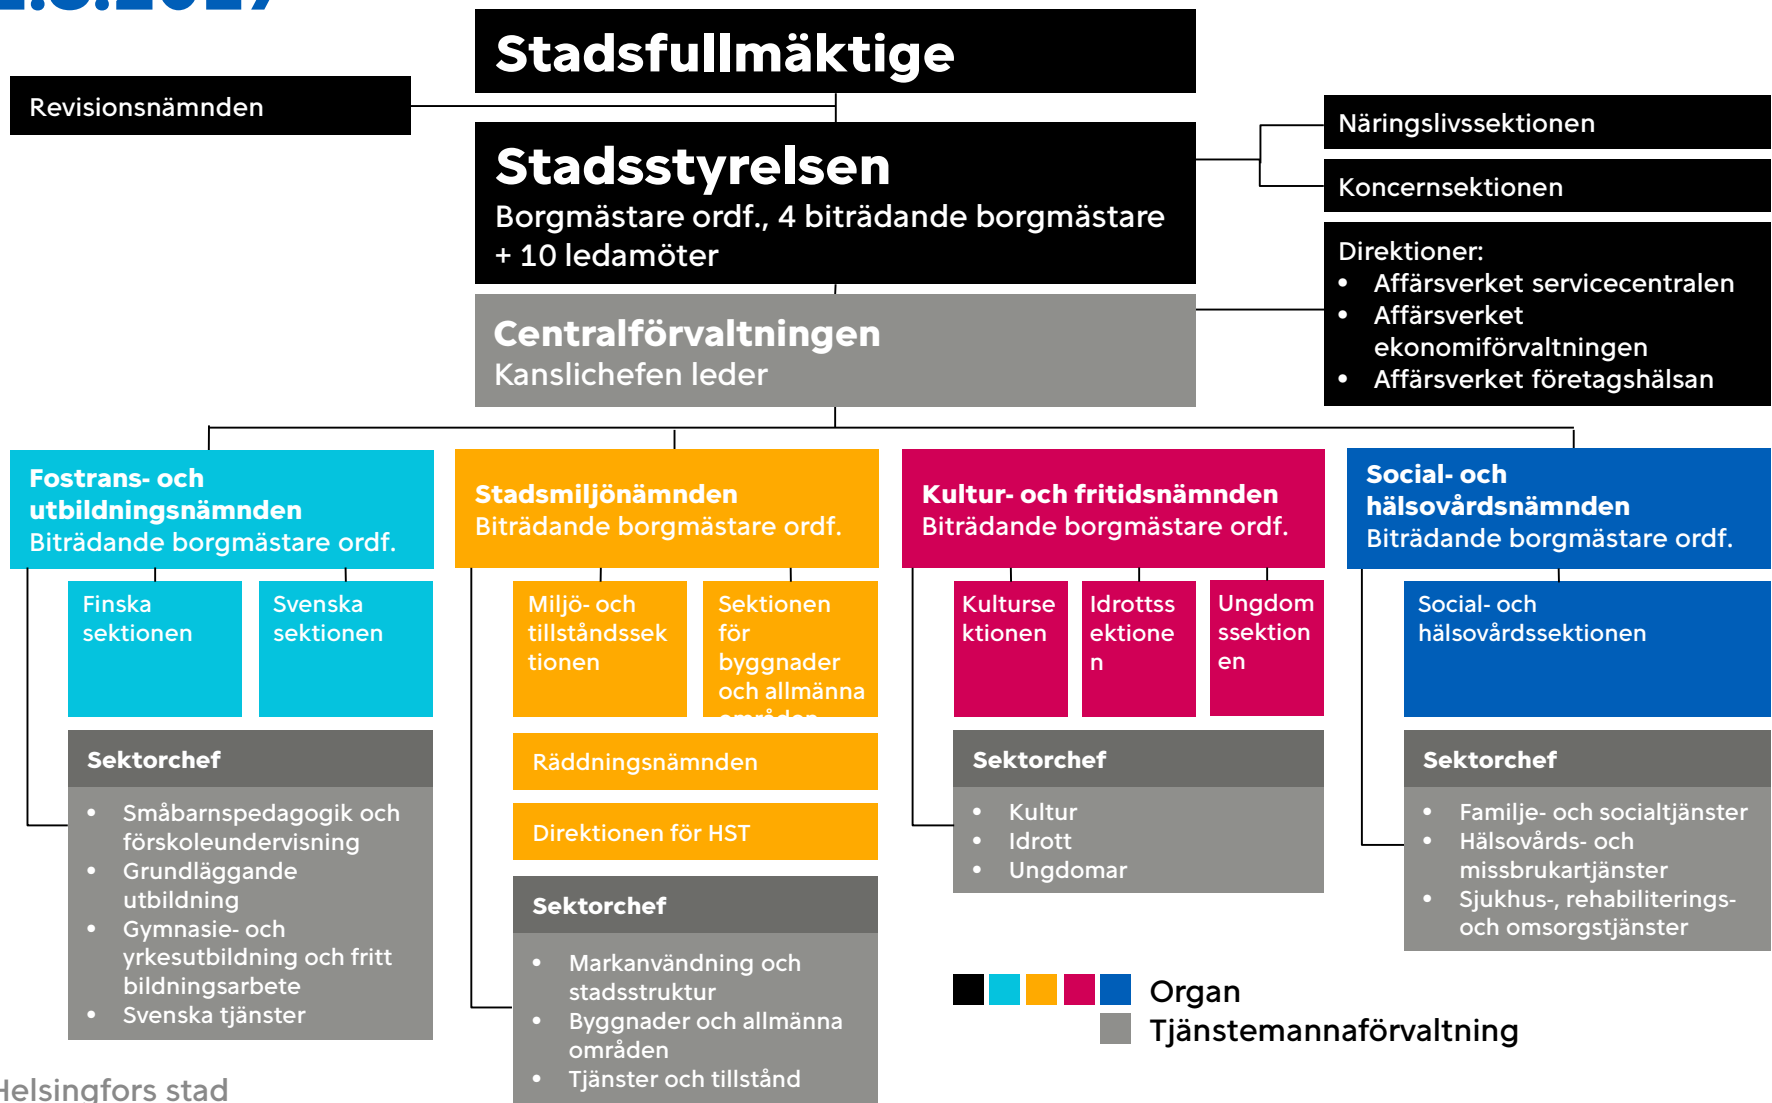 Stadsfullmäktige
Revisionsnämnden
Stadsstyrelsen
Borgmästare ordf., 4 biträdande borgmästare
+ 10 ledamöter
Näringslivssektionen
Koncernsektionen
Direktioner:
• Affärsverket servicecentralen
• Affärsverket
ekonomiförvaltningen
• Affärsverket företagshälsan
Centralförvaltningen
Kanslichefen leder
Fostrans- och
utbildningsnämnden
Biträdande borgmästare ordf.
Finska
sektionen
Svenska
sektionen
Sektorchef
• Småbarnspedagogik och
förskoleundervisning
• Grundläggande
utbildning
• Gymnasie- och
yrkesutbildning och fritt
bildningsarbete
• Svenska tjänster
Stadsmiljönämnden
Biträdande borgmästare ordf.
Miljö- och
tillståndssek
tionen
Sektionen
för
byggnader
och allmänna
områden
Räddningsnämnden
Direktionen för HST
Sektorchef
• Markanvändning och
stadsstruktur
• Byggnader och allmänna
områden
• Tjänster och tillstånd
Kultur- och fritidsnämnden
Biträdande borgmästare ordf.
Kulturse
ktionen
Idrottss
ektione
n
Ungdom
ssektion
en
Sektorchef
• Kultur
• Idrott
• Ungdomar
Social- och
hälsovårdsnämnden
Biträdande borgmästare ordf.
Social- och
hälsovårdssektionen
Sektorchef
• Familje- och socialtjänster
• Hälsovårds- och
missbrukartjänster
• Sjukhus-, rehabiliterings-
och omsorgstjänster
Organ
Tjänstemannaförvaltning
Helsingfors stad